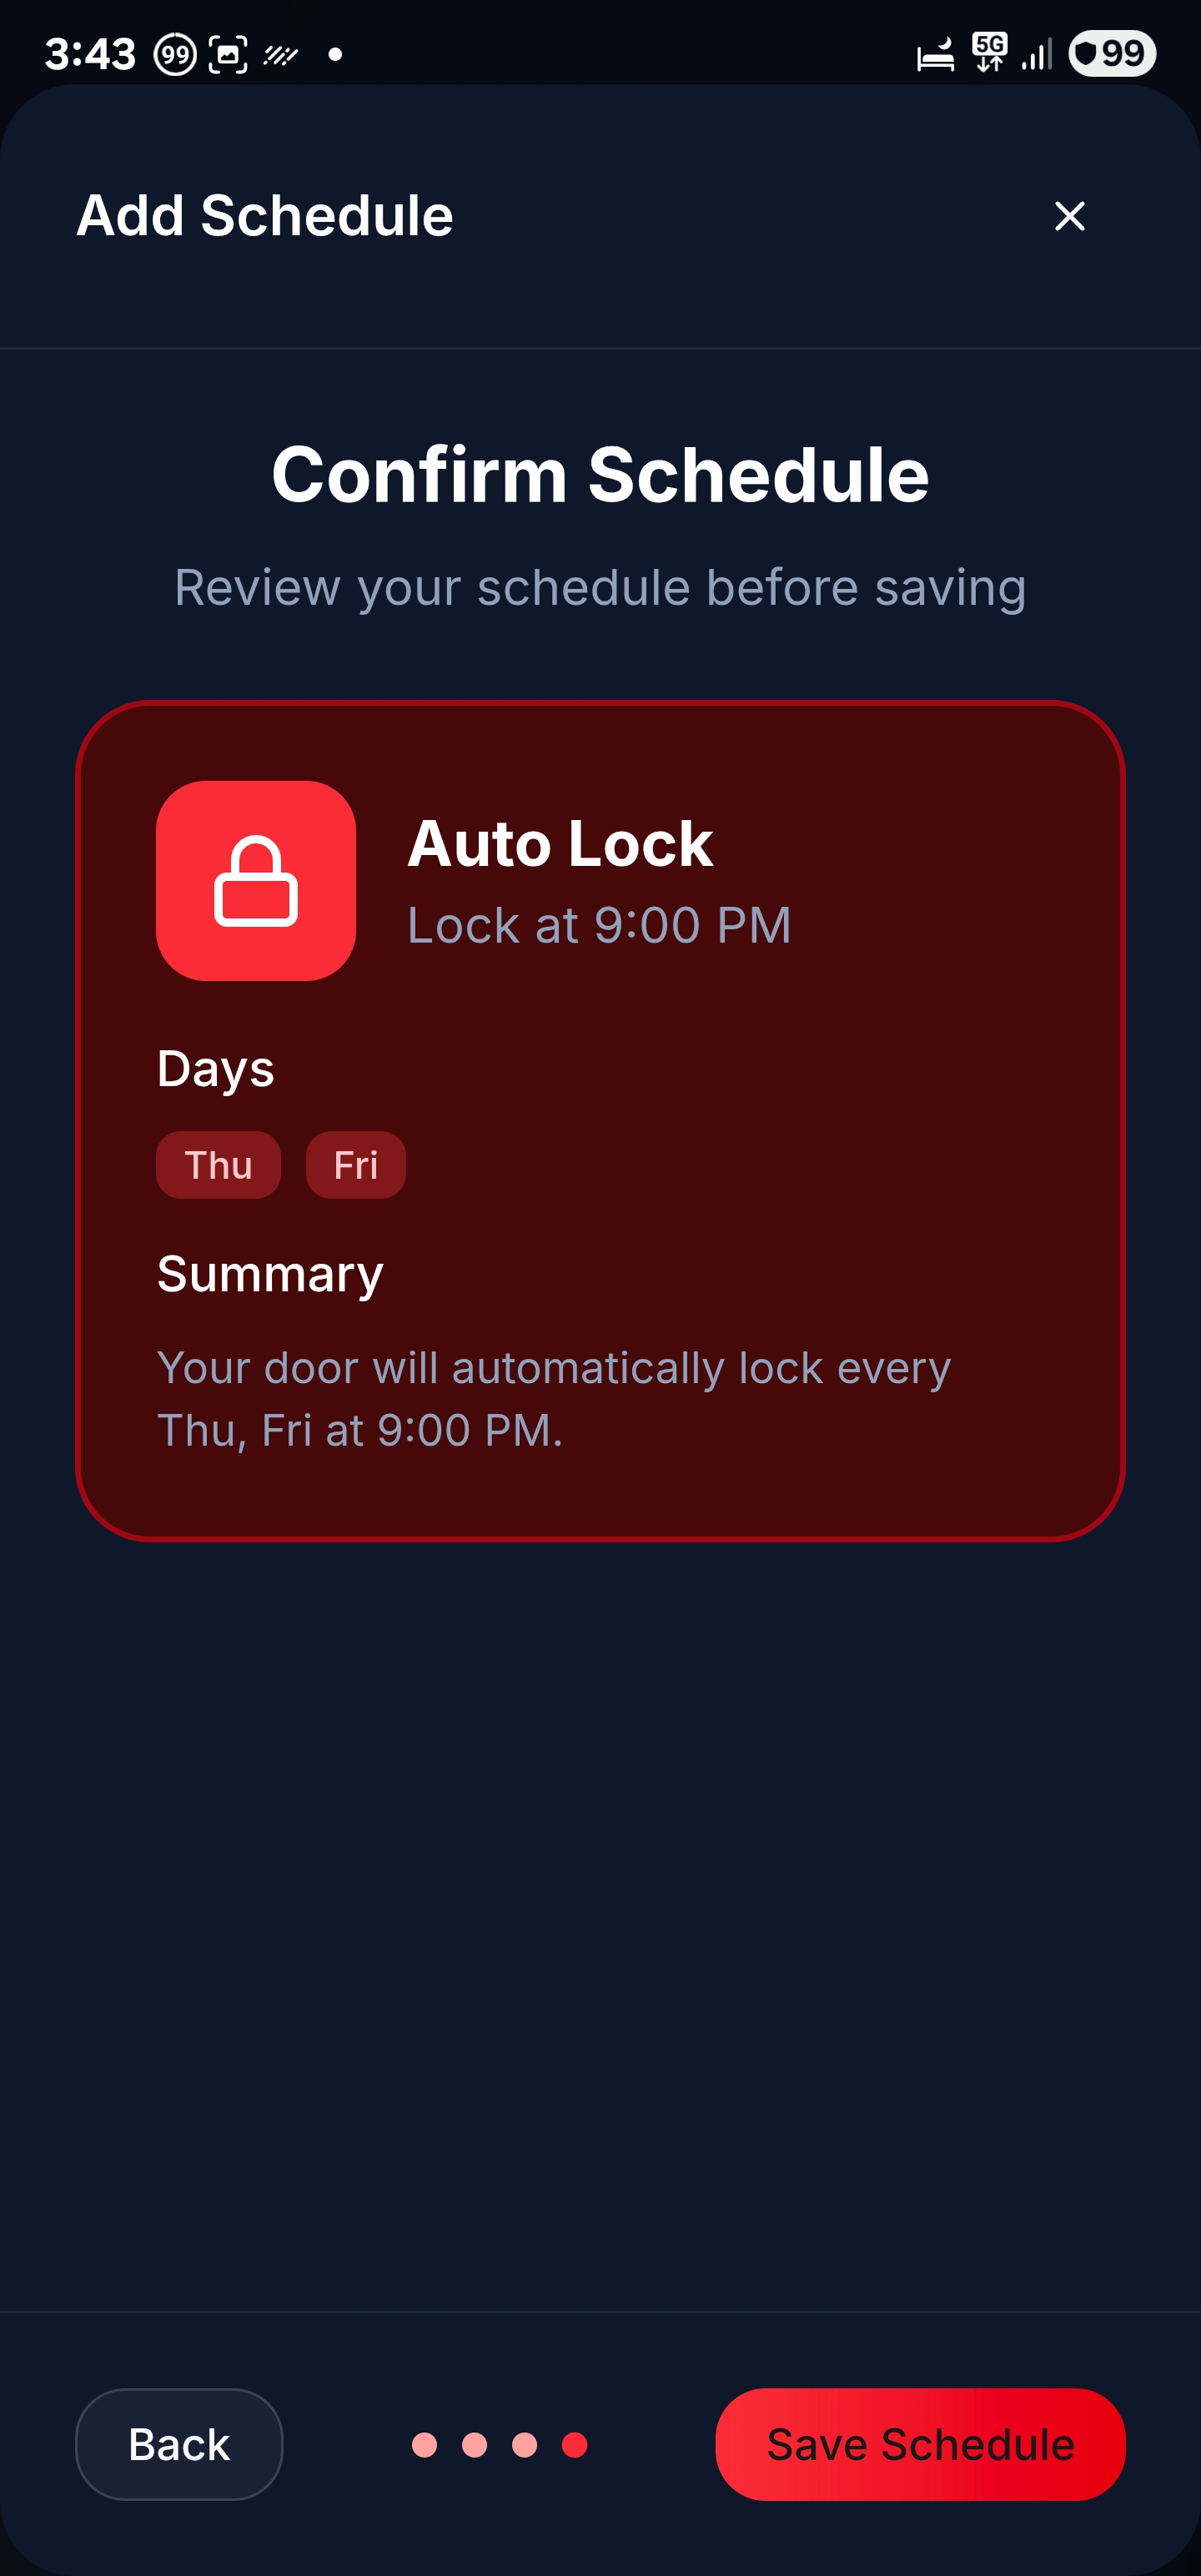 3:43 99 5G 99
Add Schedule
Confirm Schedule
Review your schedule before saving
Auto Lock
Lock at 9:00 PM
Days
Thu Fri
Summary
Your door will automatically lock every
Thu, Fri at 9:00 PM.
Back Save Schedule